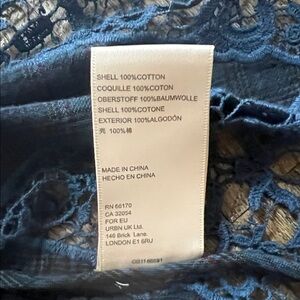 SHELL 100%COTTON
COQUILLE 100%COTON
OBERSTOFF 100%BAUMWOLLE
SHELL 100%COTONE
EXTERIOR 100%ALGODÓN
100%棉
MADE IN CHINA
HECHO EN CHINA
RN 66170
CA 32054
FOR EU
URBN UK Ltd.
146 Brick Lane.
LONDON E1 6RU